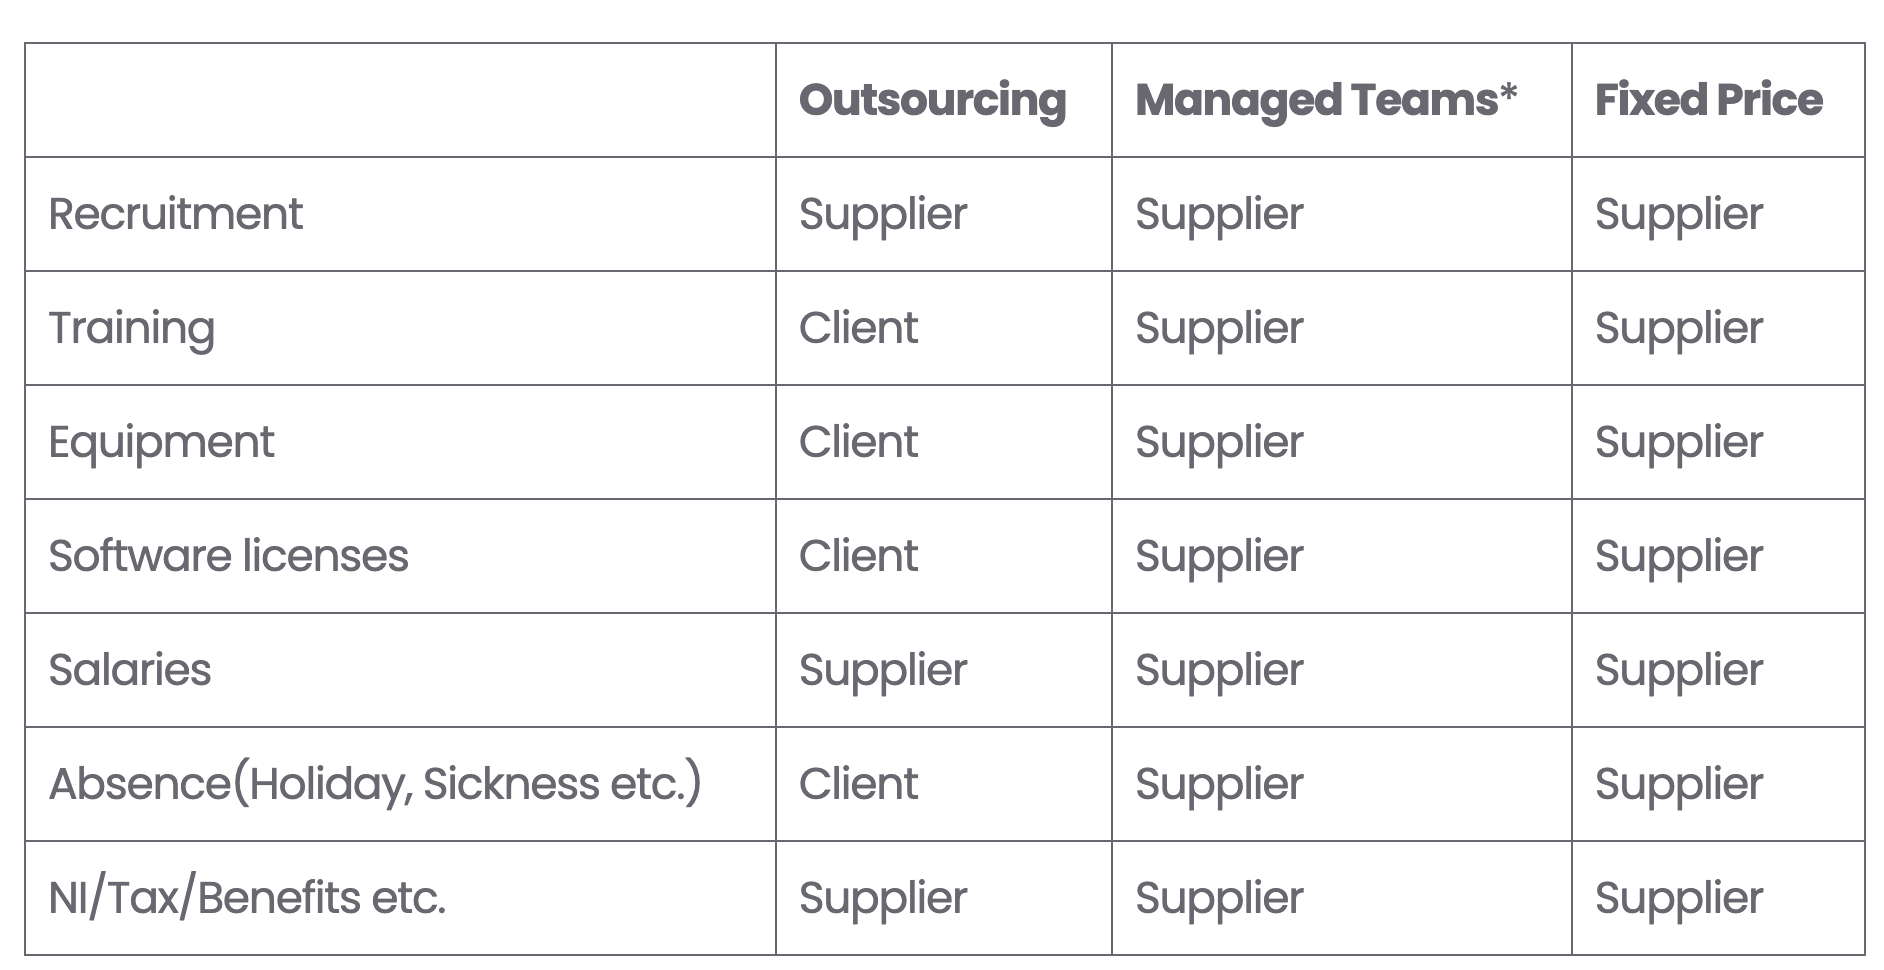 Outsourcing Managed Teams* Fixed Price
Recruitment Supplier Supplier Supplier
Training Client Supplier Supplier
Equipment Client Supplier Supplier
Software licenses Client Supplier Supplier
Salaries Supplier Supplier Supplier
Absence(Holiday, Sickness etc.) Client Supplier Supplier
NI/Tax/Benefits etc. Supplier Supplier Supplier